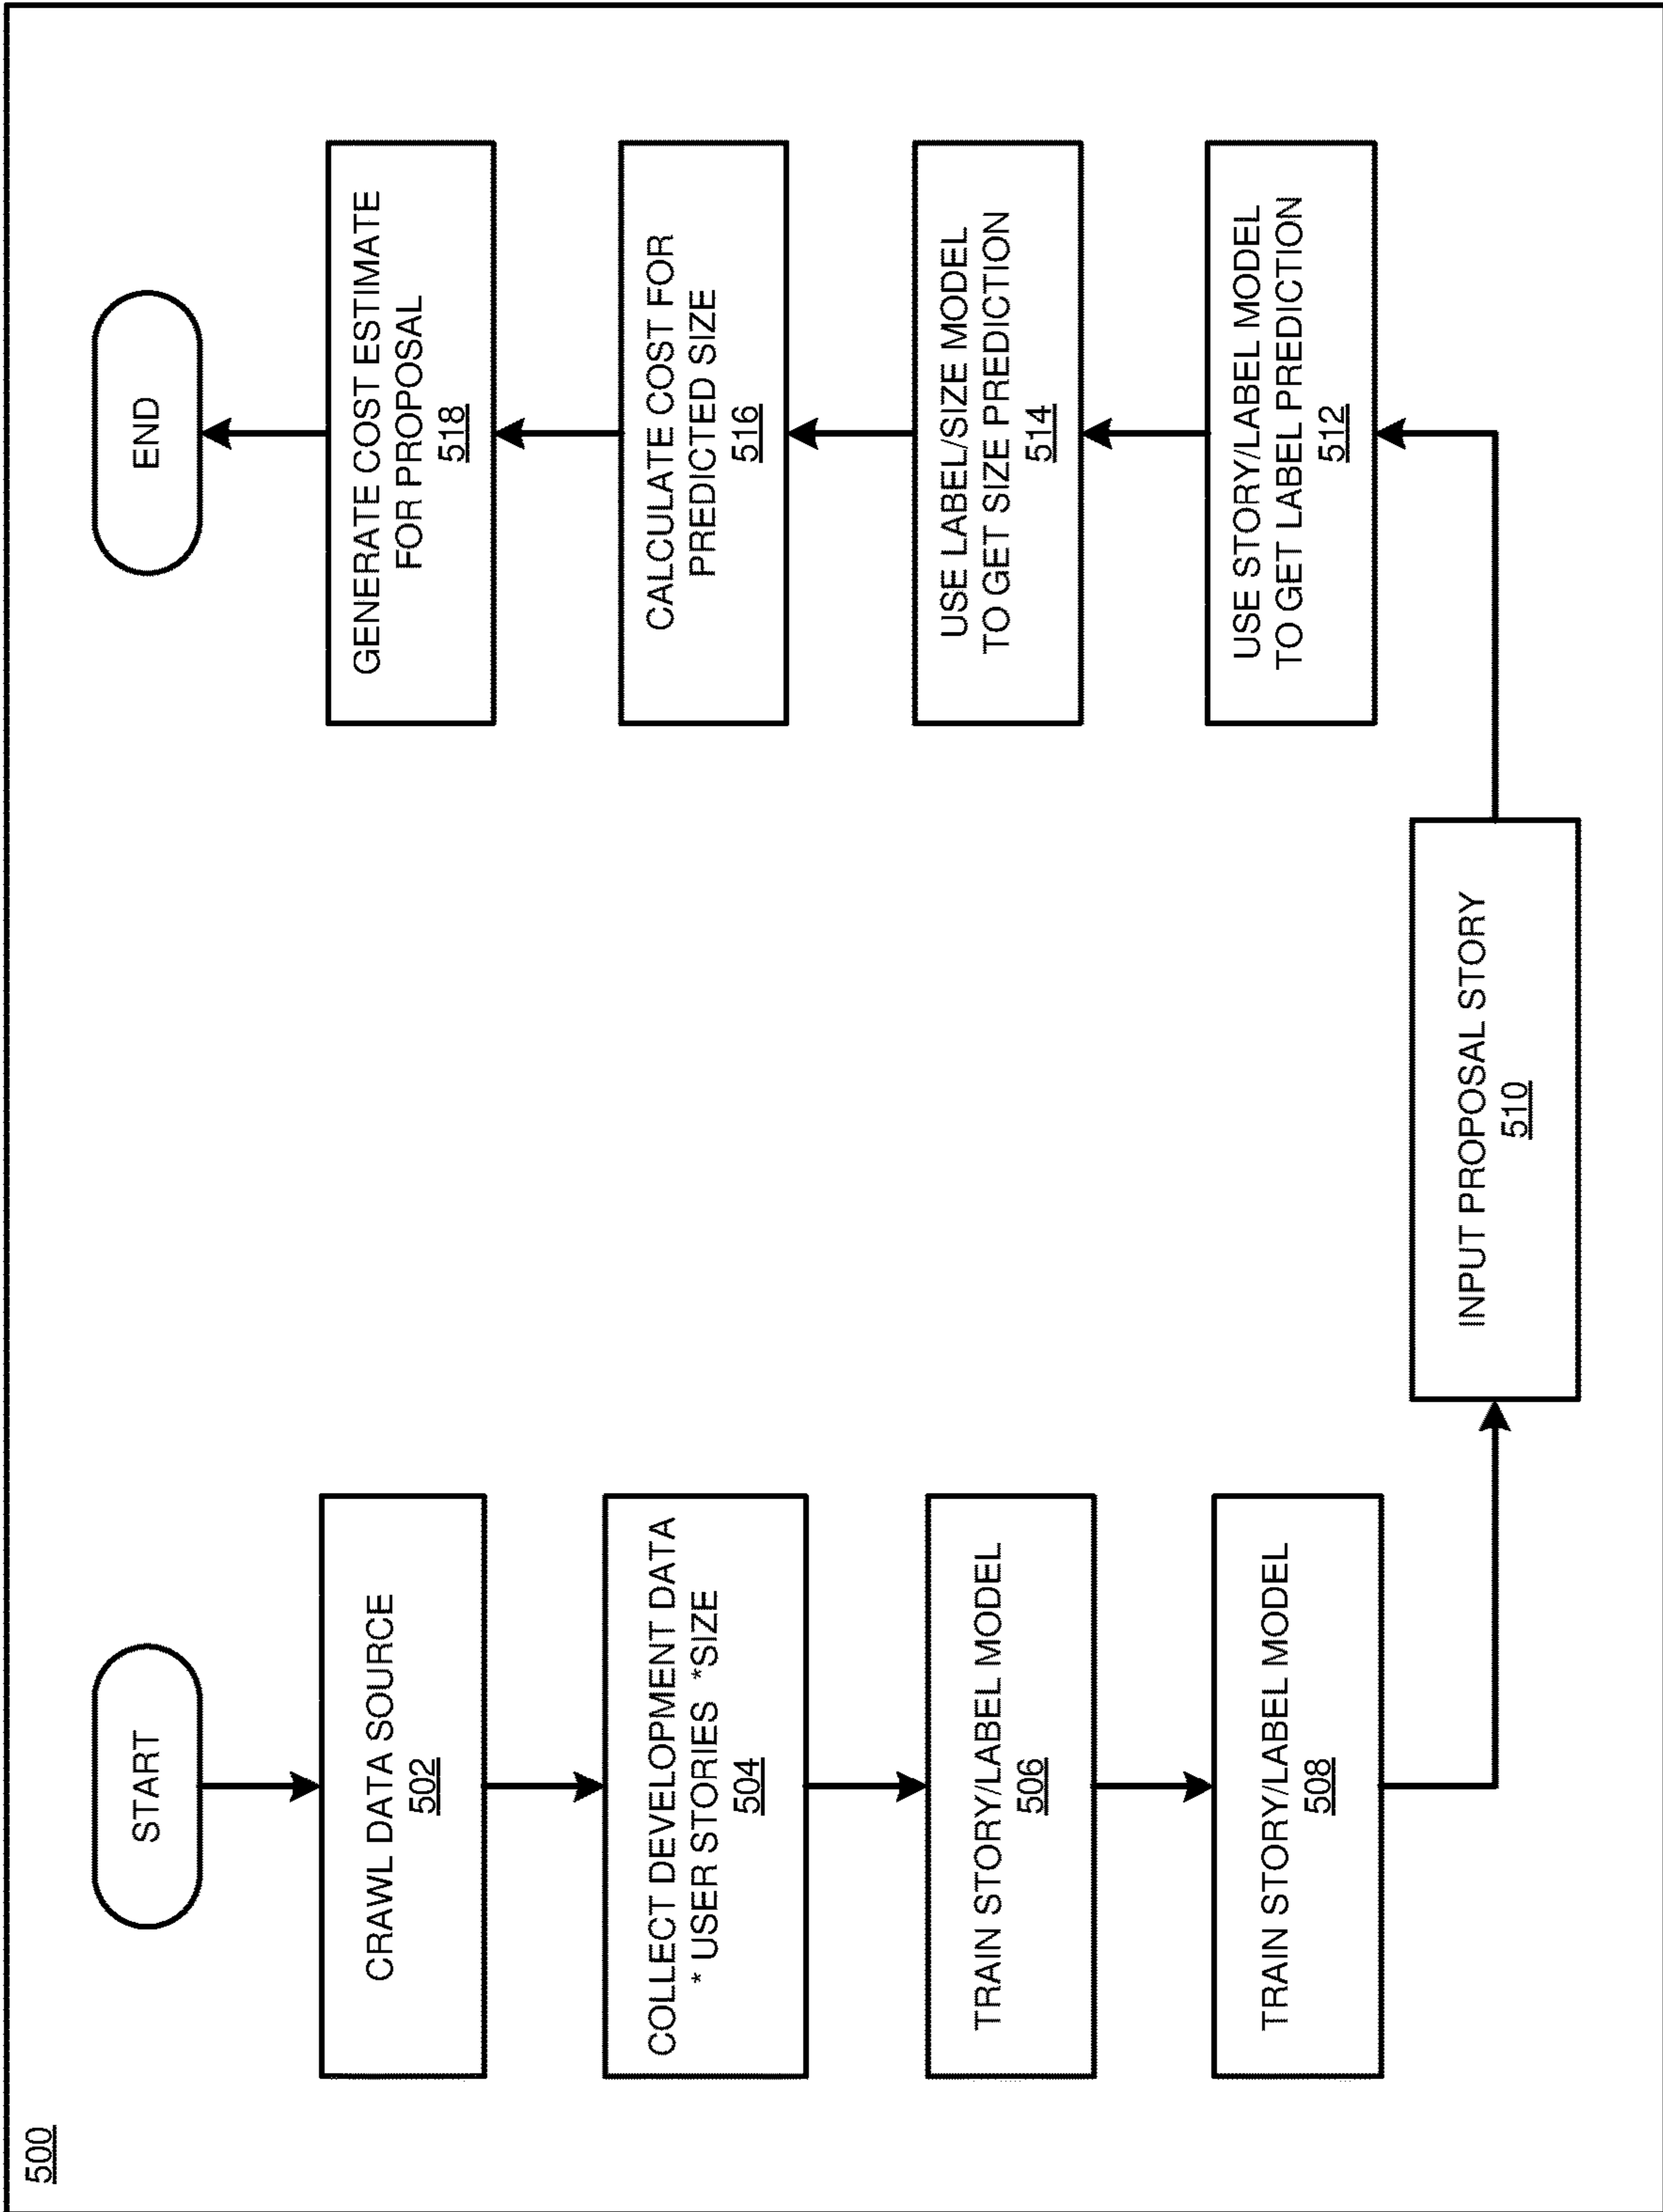 500
START
CRAWL DATA SOURCE
502
COLLECT DEVELOPMENT DATA
* USER STORIES *SIZE
504
TRAIN STORY/LABEL MODEL
506
TRAIN STORY/LABEL MODEL
508
INPUT PROPOSAL STORY
510
USE STORY/LABEL MODEL
TO GET LABEL PREDICTION
512
USE LABEL/SIZE MODEL
TO GET SIZE PREDICTION
514
CALCULATE COST FOR
PREDICTED SIZE
516
GENERATE COST ESTIMATE
FOR PROPOSAL
518
END